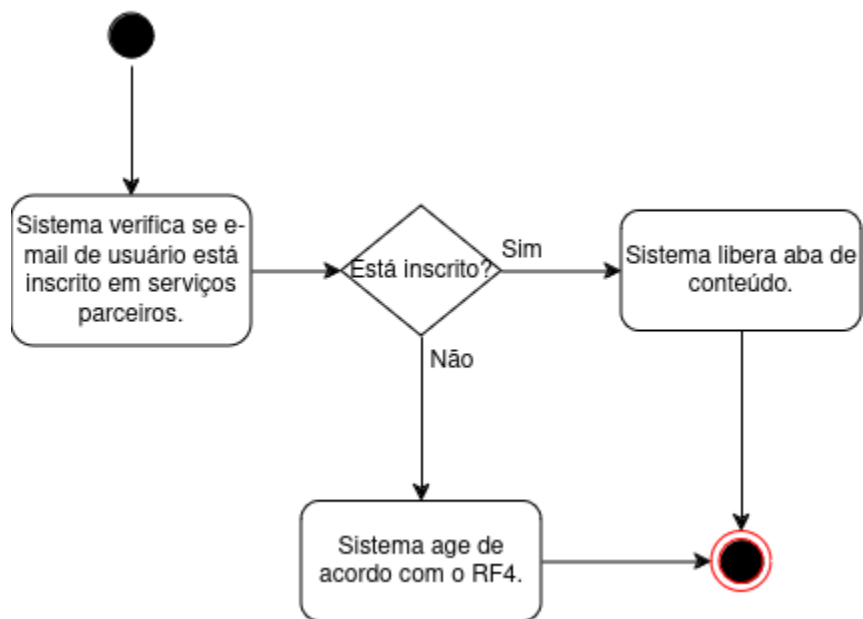 Sistema verifica se e-
mail de usuário está
inscrito em serviços
parceiros.
Está inscrito?
Sim
Sistema libera aba de
conteúdo.
Não
Sistema age de
acordo com o RF4.